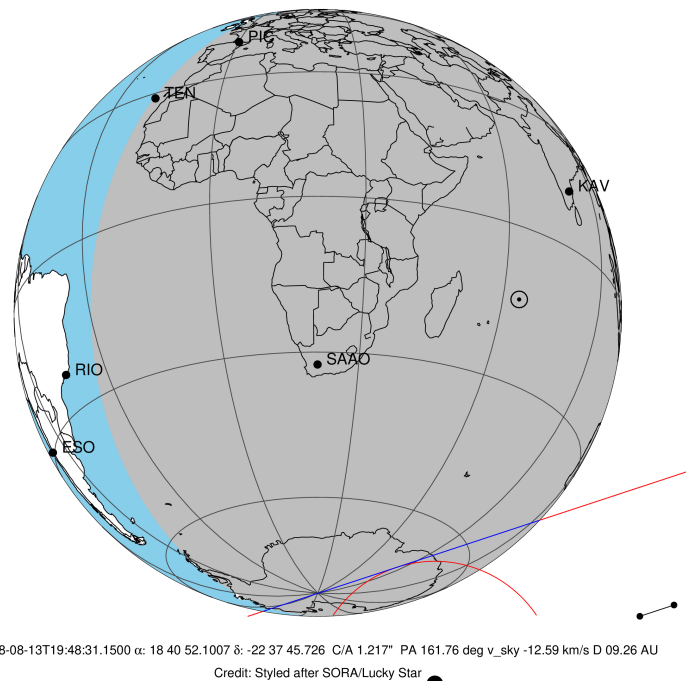 PIC
TEN
KAV
SAAO
RIO
ESO
8-08-13T19:48:31.1500 α: 18 40 52.1007 δ: -22 37 45.726 C/A 1.217" PA 161.76 deg v_sky -12.59 km/s D 09.26 AU
Credit: Styled after SORA/Lucky Star